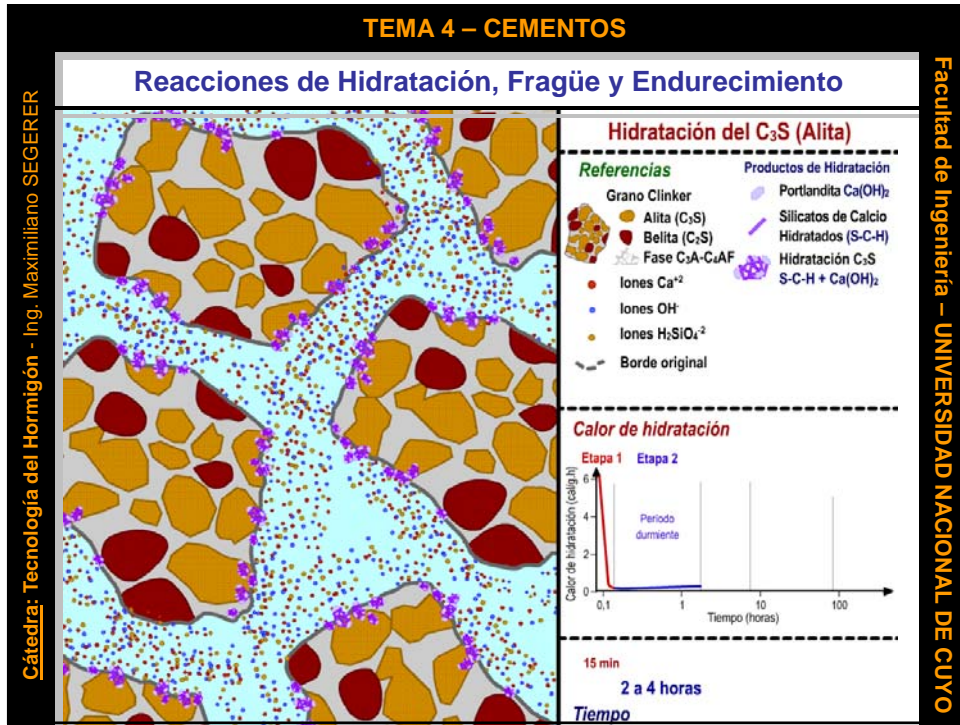 TEMA 4 – CEMENTOS
Reacciones de Hidratación, Fragüe y Endurecimiento
Cátedra: Tecnología del Hormigón - Ing. Maximiliano SEGERER
Facultad de Ingeniería – UNIVERSIDAD NACIONAL DE CUYO
Hidratación del C₃S (Alita)
Referencias
Grano Clinker
Alita (C₃S)
Belita (C₂S)
Fase C₃A-C₄AF
Iones Ca⁺²
Iones OH⁻
Iones H₂SiO₄⁻²
Borde original
Productos de Hidratación
Portlandita Ca(OH)₂
Silicatos de Calcio
Hidratados (S-C-H)
Hidratación C₃S
S-C-H + Ca(OH)₂
Calor de hidratación
Etapa 1 Etapa 2
Calor de hidratación (cal/g.h)
6
4
2
0
Período
durmiente
0,1 1 10 100
Tiempo (horas)
15 min
2 a 4 horas
Tiempo